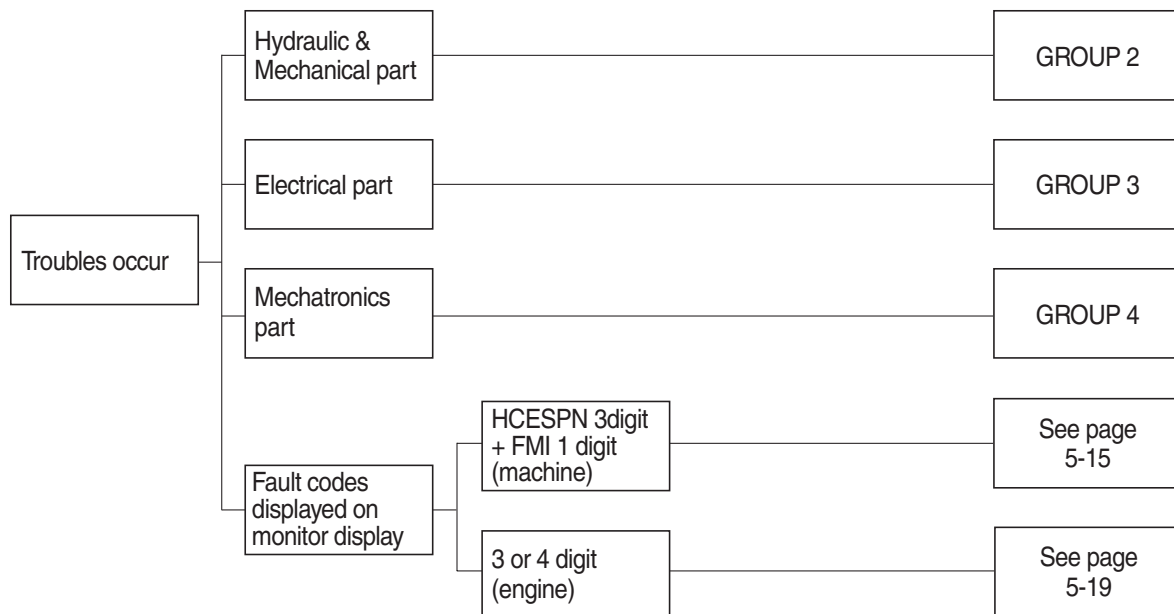 Hydraulic &
Mechanical part
GROUP 2
Electrical part
GROUP 3
Troubles occur
Mechatronics
part
GROUP 4
HCESPN 3digit
+ FMI 1 digit
(machine)
See page
5-15
Fault codes
displayed on
monitor display
3 or 4 digit
(engine)
See page
5-19